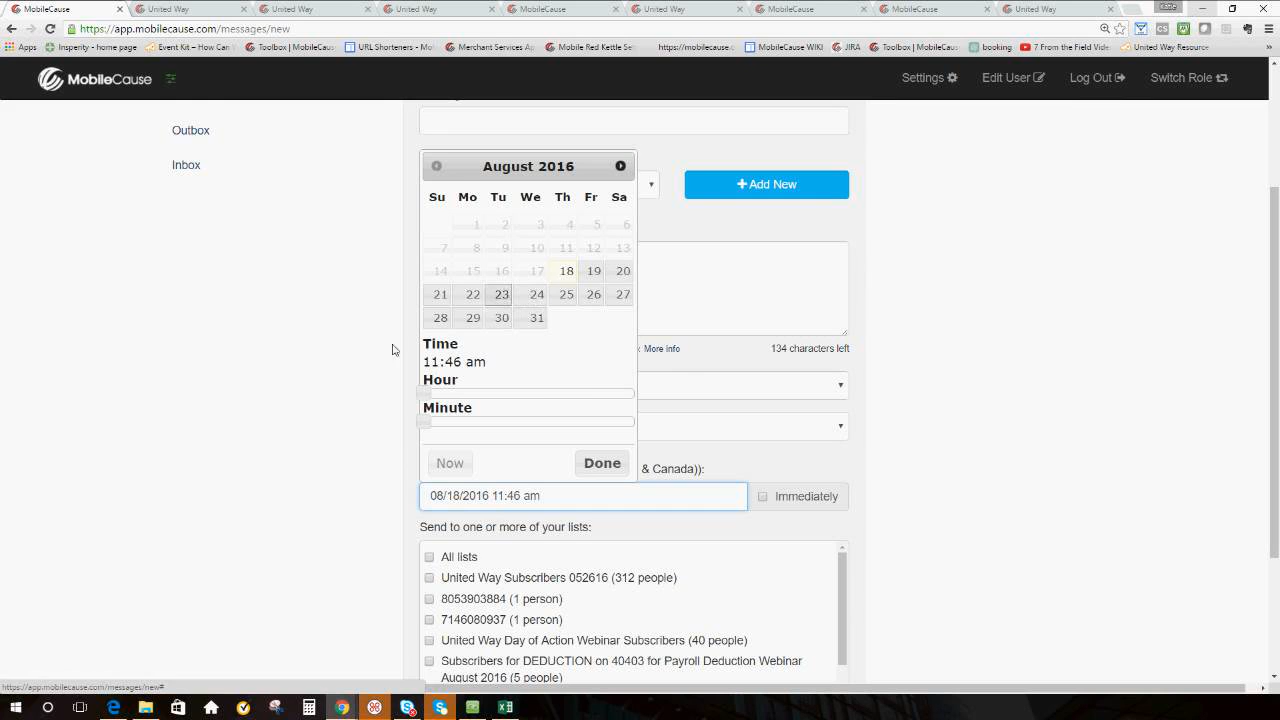 MobileCause
United Way
United Way
United Way
MobileCause
United Way
MobileCause
MobileCause
United Way
Katie
https://app.mobilecause.com/messages/new
Apps
Insperity - home page
Event Kit – How Can
Toolbox | MobileCaus
URL Shorteners - Mo
Merchant Services Ap
Mobile Red Kettle Se
https://mobilecause.c
MobileCause WIKI
JIRA
Toolbox | MobileCaus
booking
7 From the Field Vide
United Way Resource
MobileCause
Settings
Edit User
Log Out
Switch Role
Outbox
Inbox
August 2016
Su Mo Tu We Th Fr Sa
1 2 3 4 5 6
7 8 9 10 11 12 13
14 15 16 17 18 19 20
21 22 23 24 25 26 27
28 29 30 31
+ Add New
Time
11:46 am
Hour
Minute
More Info
134 characters left
Now
Done
& Canada)):
08/18/2016 11:46 am
Immediately
Send to one or more of your lists:
All lists
United Way Subscribers 052616 (312 people)
8053903884 (1 person)
7146080937 (1 person)
United Way Day of Action Webinar Subscribers (40 people)
Subscribers for DEDUCTION on 40403 for Payroll Deduction Webinar
August 2016 (5 people)
https://app.mobilecause.com/messages/new#